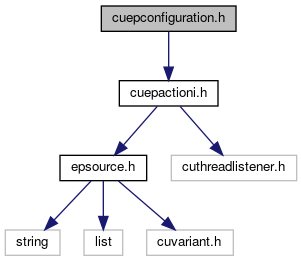 cuepconfiguration.h
cuepactioni.h
epsource.h
cuthreadlistener.h
string
list
cuvariant.h